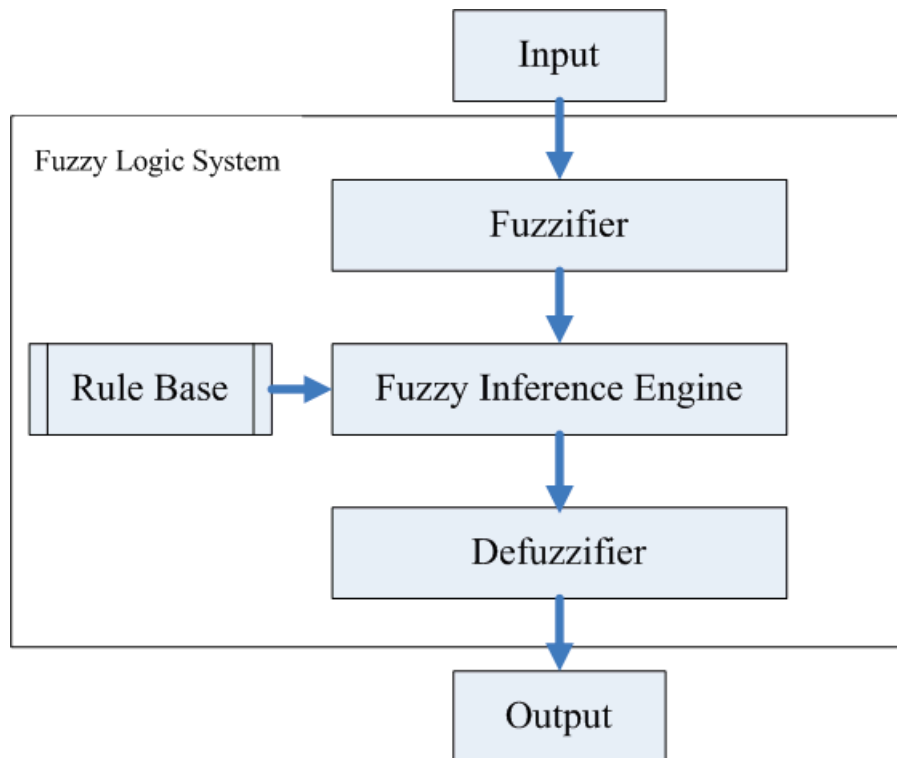 Input
Fuzzy Logic System
Fuzzifier
Rule Base
Fuzzy Inference Engine
Defuzzifier
Output